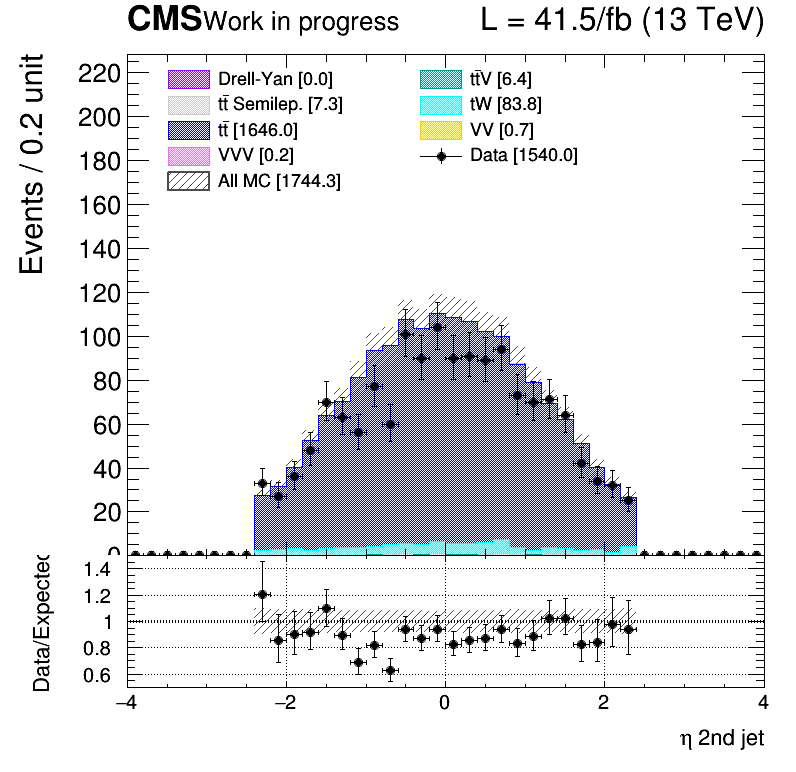 CMS Work in progress L = 41.5/fb (13 TeV)
Events / 0.2 unit
220
200
180
160
140
120
100
80
60
40
20
0
Drell-Yan [0.0]
tt̄ Semilep. [7.3]
tt̄ [1646.0]
VVV [0.2]
All MC [1744.3]
tt̄V [6.4]
tW [83.8]
VV [0.7]
Data [1540.0]
Data/Expected
1.4
1.2
1
0.8
0.6
−4 −2 0 2 4
η 2nd jet